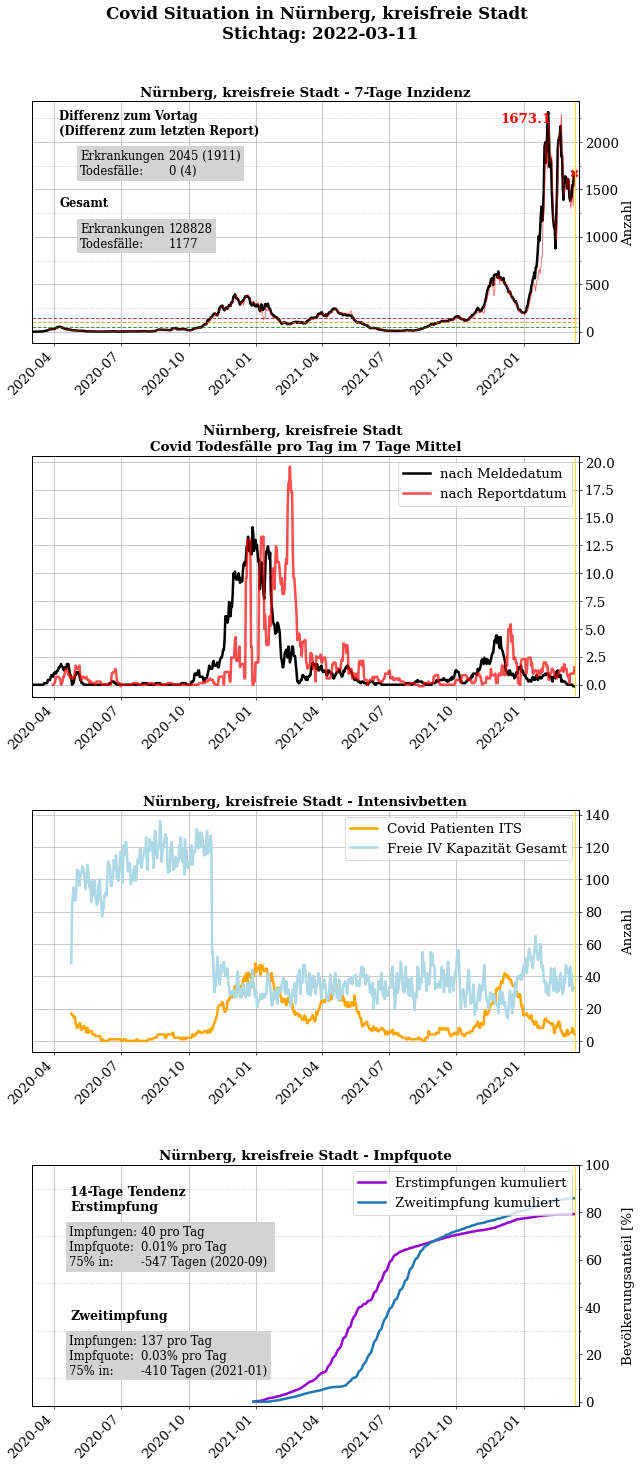 Covid Situation in Nürnberg, kreisfreie Stadt
Stichtag: 2022-03-11
Nürnberg, kreisfreie Stadt - 7-Tage Inzidenz
Differenz zum Vortag
(Differenz zum letzten Report)
Erkrankungen 2045 (1911)
Todesfälle: 0 (4)
Gesamt
Erkrankungen 128828
Todesfälle: 1177
1673.1
2000
1500
1000
500
0
Anzahl
2020-04
2020-07
2020-10
2021-01
2021-04
2021-07
2021-10
2022-01
Nürnberg, kreisfreie Stadt
Covid Todesfälle pro Tag im 7 Tage Mittel
nach Meldedatum
nach Reportdatum
20.0
17.5
15.0
12.5
10.0
7.5
5.0
2.5
0.0
2020-04
2020-07
2020-10
2021-01
2021-04
2021-07
2021-10
2022-01
Nürnberg, kreisfreie Stadt - Intensivbetten
Covid Patienten ITS
Freie IV Kapazität Gesamt
140
120
100
80
60
40
20
0
Anzahl
2020-04
2020-07
2020-10
2021-01
2021-04
2021-07
2021-10
2022-01
Nürnberg, kreisfreie Stadt - Impfquote
14-Tage Tendenz
Erstimpfung
Impfungen: 40 pro Tag
Impfquote: 0.01% pro Tag
75% in: -547 Tagen (2020-09)
Zweitimpfung
Impfungen: 137 pro Tag
Impfquote: 0.03% pro Tag
75% in: -410 Tagen (2021-01)
Erstimpfungen kumuliert
Zweitimpfung kumuliert
100
80
60
40
20
0
Bevölkerungsanteil [%]
2020-04
2020-07
2020-10
2021-01
2021-04
2021-07
2021-10
2022-01